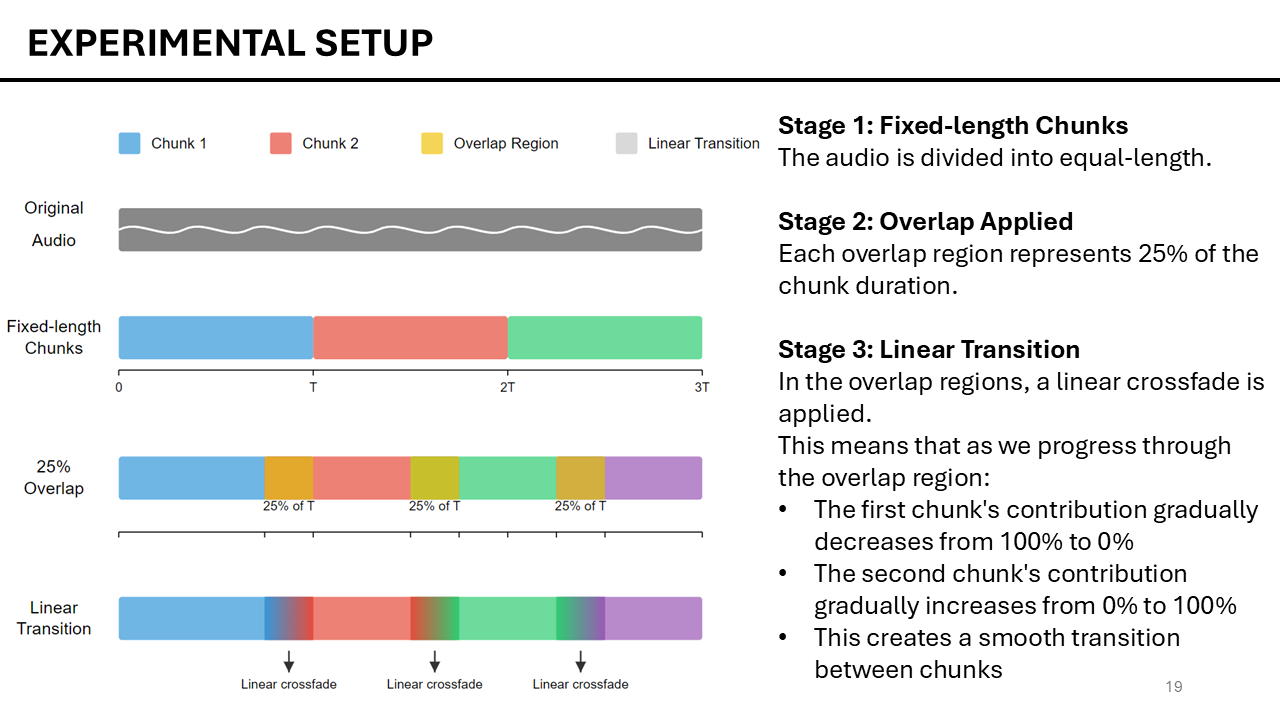 EXPERIMENTAL SETUP
Chunk 1
Chunk 2
Overlap Region
Linear Transition
Original
Audio
Fixed-length
Chunks
0
T
2T
3T
25%
Overlap
25% of T
25% of T
25% of T
Linear
Transition
Linear crossfade
Linear crossfade
Linear crossfade
Stage 1: Fixed-length Chunks
The audio is divided into equal-length.
Stage 2: Overlap Applied
Each overlap region represents 25% of the
chunk duration.
Stage 3: Linear Transition
In the overlap regions, a linear crossfade is
applied.
This means that as we progress through
the overlap region:
• The first chunk's contribution gradually
decreases from 100% to 0%
• The second chunk's contribution
gradually increases from 0% to 100%
• This creates a smooth transition
between chunks
19